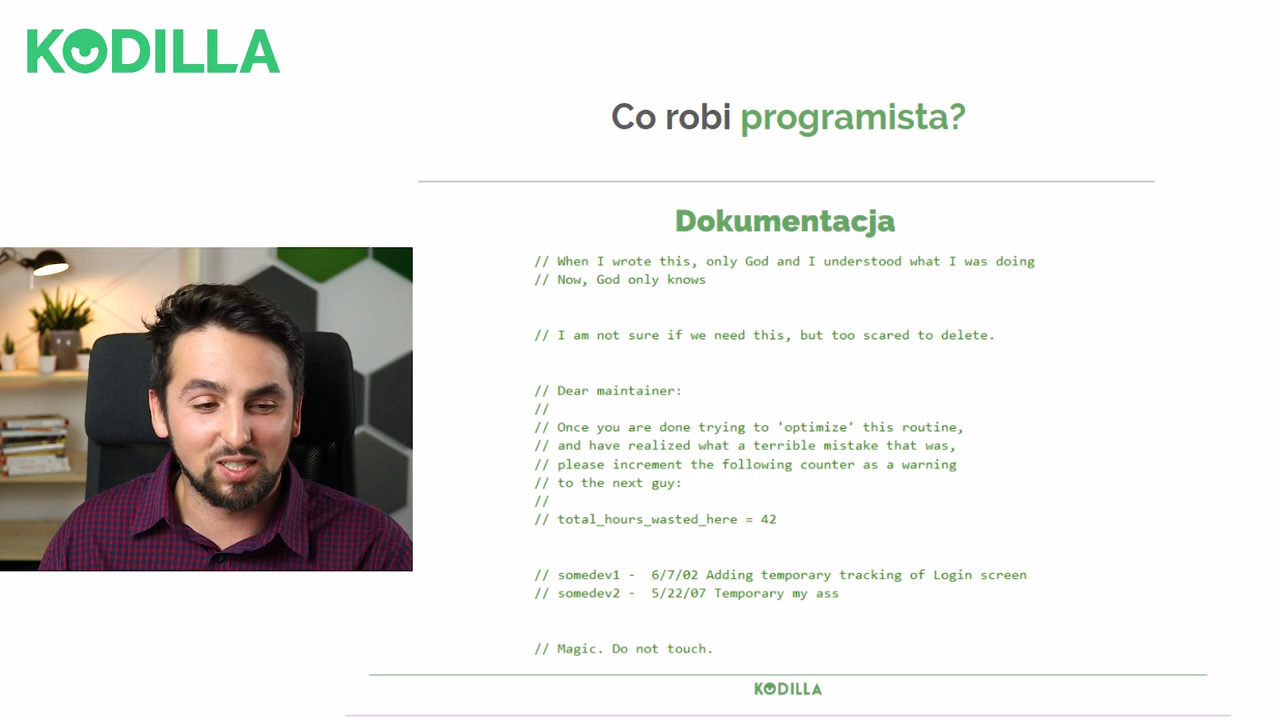 KODILLA
Co robi programista?
Dokumentacja
// When I wrote this, only God and I understood what I was doing
// Now, God only knows
// I am not sure if we need this, but too scared to delete.
// Dear maintainer:
//
// Once you are done trying to 'optimize' this routine,
// and have realized what a terrible mistake that was,
// please increment the following counter as a warning
// to the next guy:
//
// total_hours_wasted_here = 42
// somedev1 -  6/7/02 Adding temporary tracking of Login screen
// somedev2 -  5/22/07 Temporary my ass
// Magic. Do not touch.
KODILLA